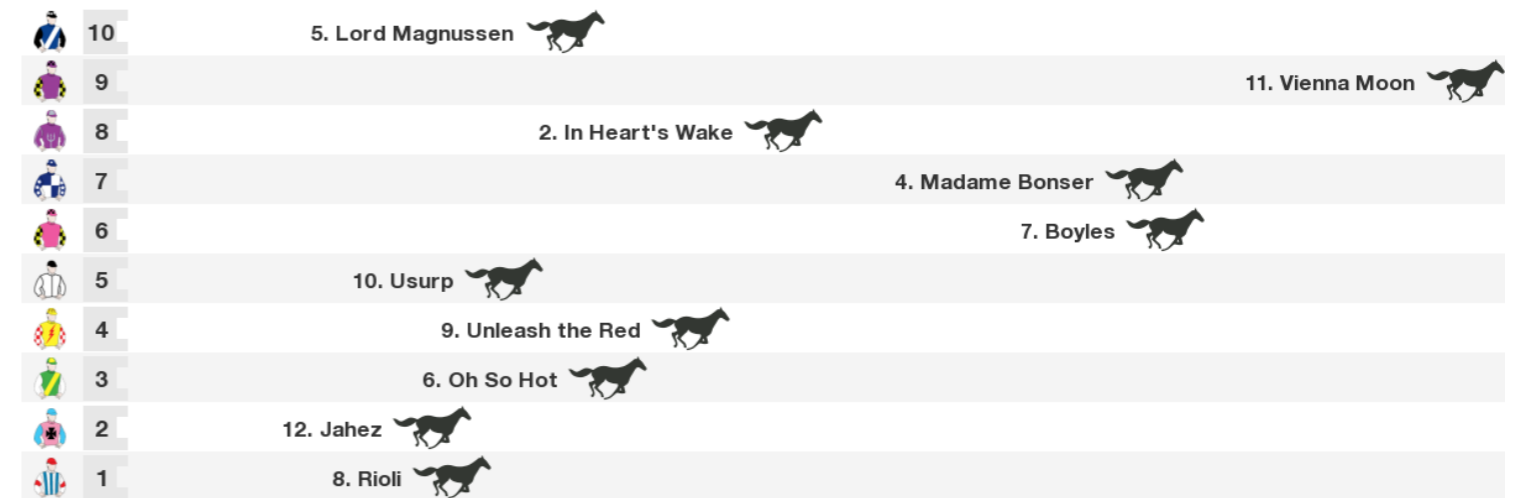 10 5. Lord Magnussen
9 11. Vienna Moon
8 2. In Heart's Wake
7 4. Madame Bonser
6 7. Boyles
5 10. Usurp
4 9. Unleash the Red
3 6. Oh So Hot
2 12. Jahez
1 8. Rioli